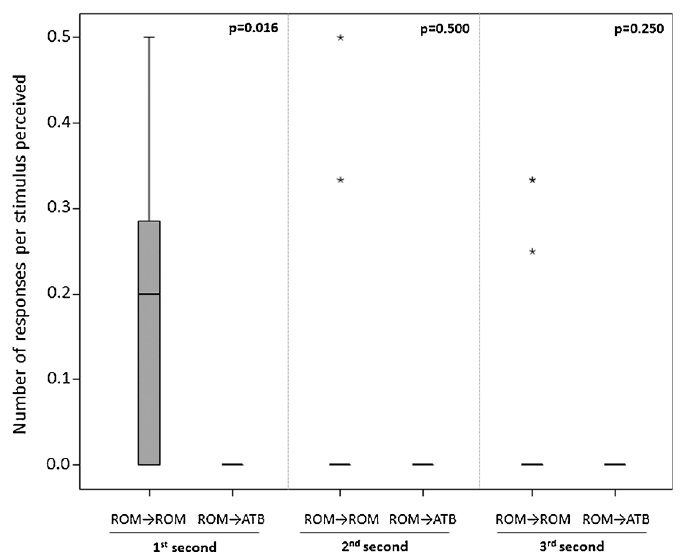 p=0.016 p=0.500 p=0.250
0.5
0.4
0.3
0.2
0.1
0.0
Number of responses per stimulus perceived
ROM→ROM ROM→ATB ROM→ROM ROM→ATB ROM→ROM ROM→ATB
1st second 2nd second 3rd second